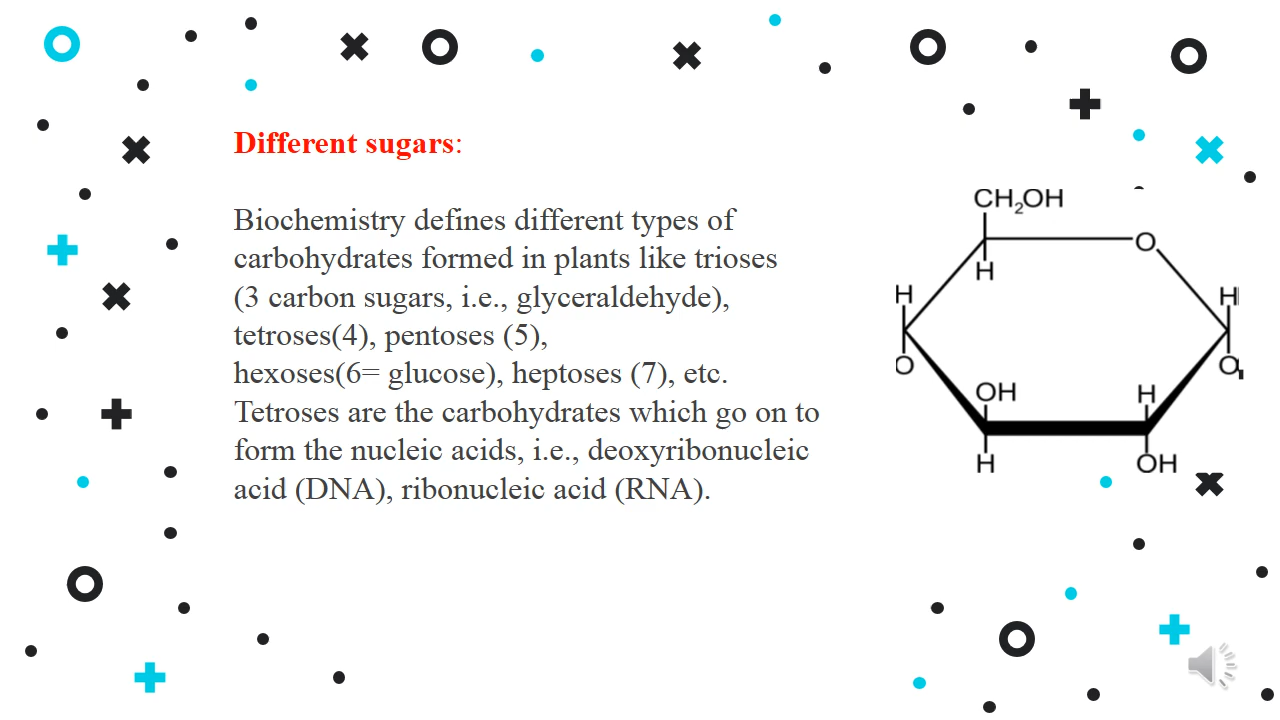 Different sugars:
Biochemistry defines different types of
carbohydrates formed in plants like trioses
(3 carbon sugars, i.e., glyceraldehyde),
tetroses(4), pentoses (5),
hexoses(6= glucose), heptoses (7), etc.
Tetroses are the carbohydrates which go on to
form the nucleic acids, i.e., deoxyribonucleic
acid (DNA), ribonucleic acid (RNA).
CH₂OH
O
H
H
H
O
O
OH
H
H
OH